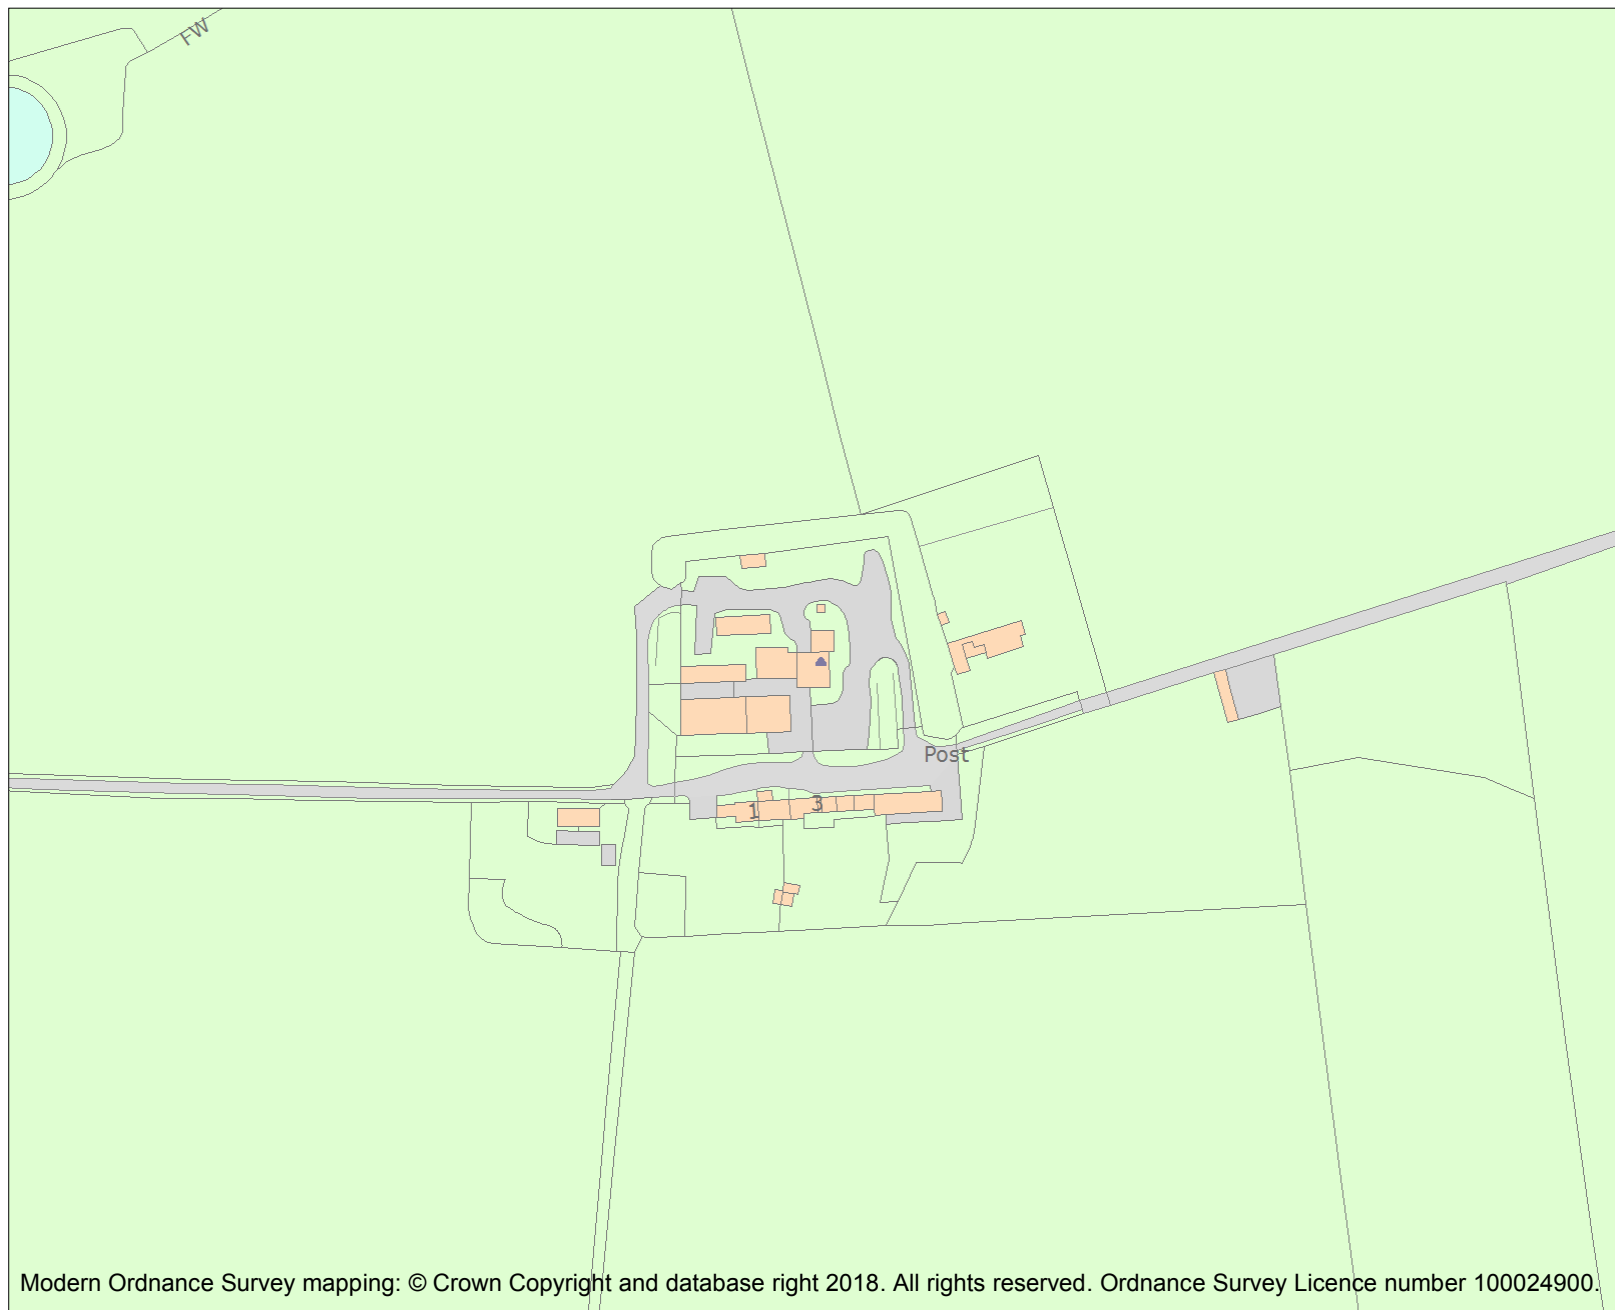 FW
Post
1
3
Modern Ordnance Survey mapping: © Crown Copyright and database right 2018. All rights reserved. Ordnance Survey Licence number 100024900.